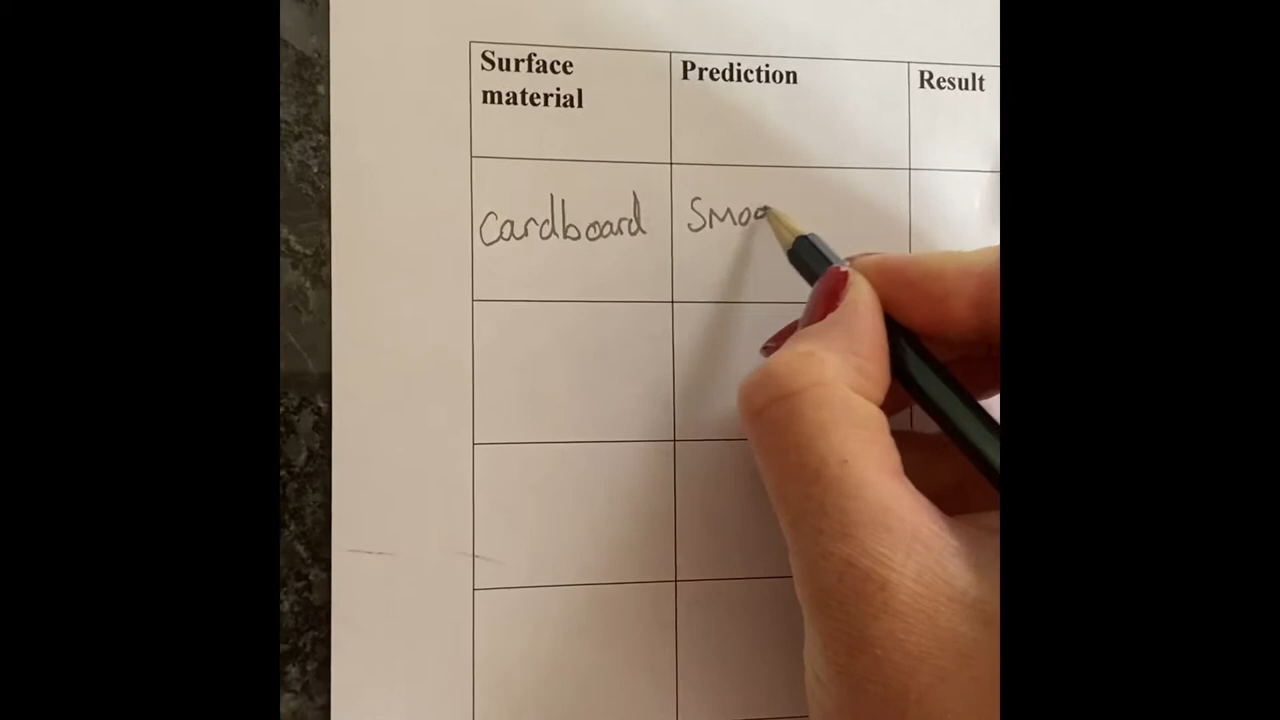 Surface
material
Prediction
Result
cardboard
Smoo